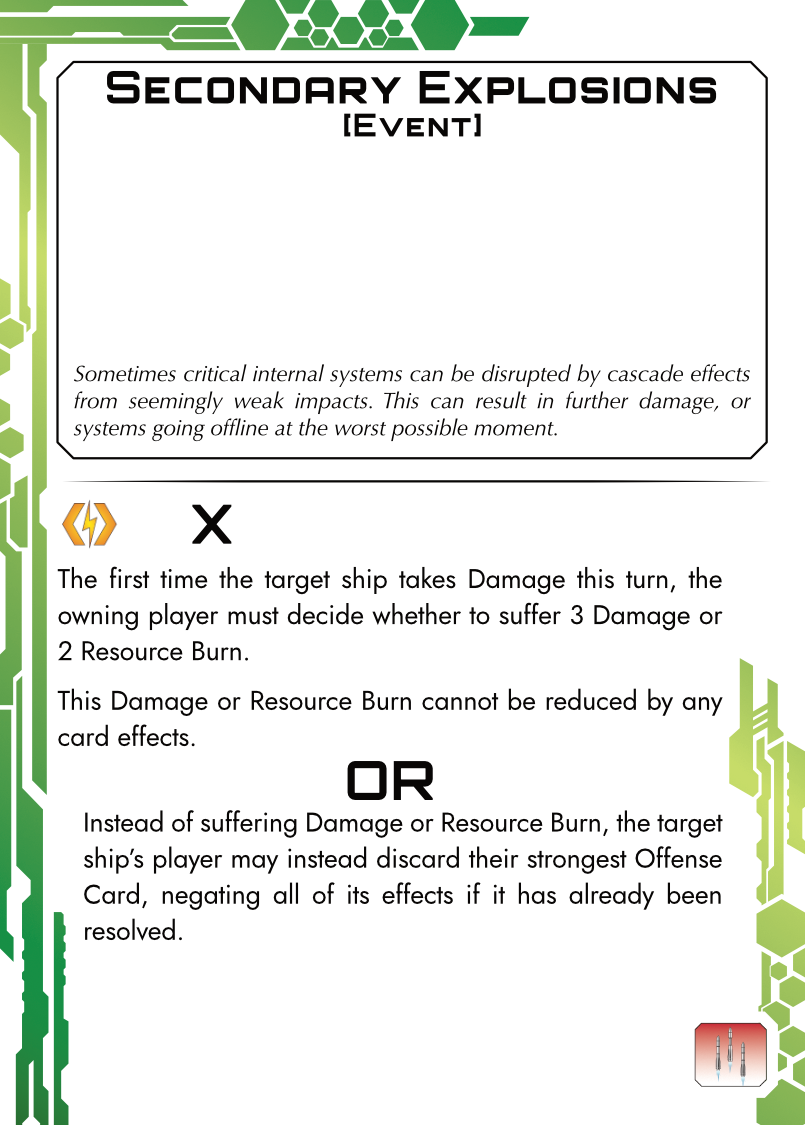 Secondary Explosions
[Event]
Sometimes critical internal systems can be disrupted by cascade effects
from seemingly weak impacts. This can result in further damage, or
systems going offline at the worst possible moment.
X
The first time the target ship takes Damage this turn, the
owning player must decide whether to suffer 3 Damage or
2 Resource Burn.
This Damage or Resource Burn cannot be reduced by any
card effects.
OR
Instead of suffering Damage or Resource Burn, the target
ship’s player may instead discard their strongest Offense
Card, negating all of its effects if it has already been
resolved.